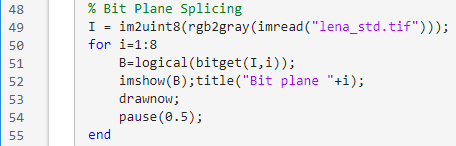 48 % Bit Plane Splicing
49 I = im2uint8(rgb2gray(imread("lena_std.tif")));
50 for i=1:8
51 B=logical(bitget(I,i));
52 imshow(B);title("Bit plane "+i);
53 drawnow;
54 pause(0.5);
55 end